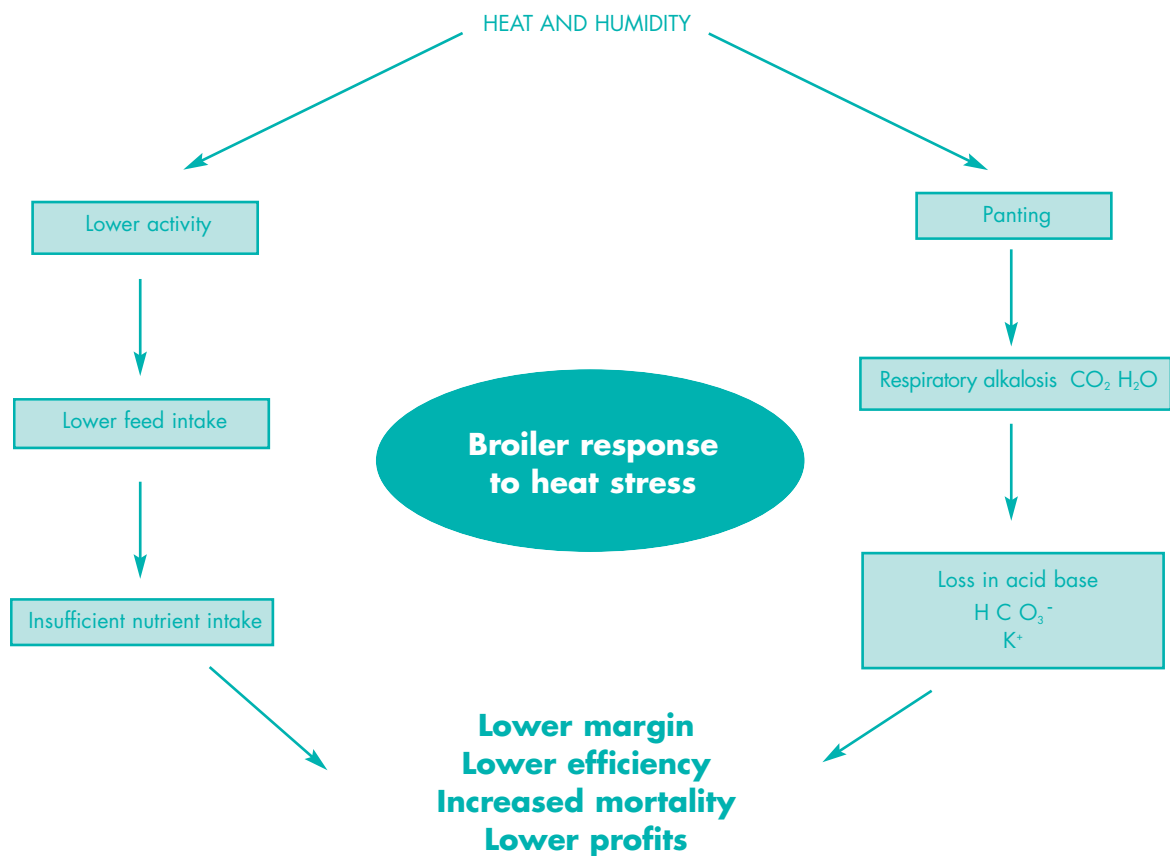 HEAT AND HUMIDITY
Lower activity
Panting
Respiratory alkalosis CO₂ H₂O
Lower feed intake
Broiler response
to heat stress
Insufficient nutrient intake
Loss in acid base
H C O₃⁻
K⁺
Lower margin
Lower efficiency
Increased mortality
Lower profits